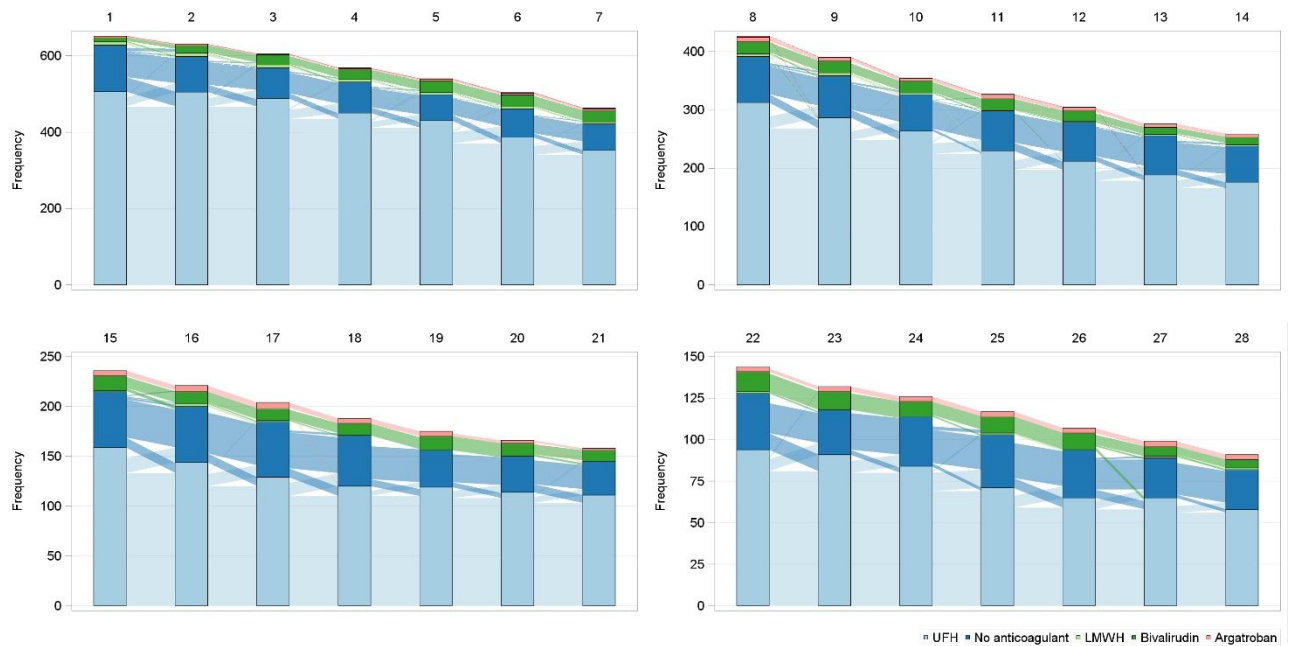 1 2 3 4 5 6 7
Frequency
600
400
200
0
8 9 10 11 12 13 14
Frequency
400
300
200
100
0
15 16 17 18 19 20 21
Frequency
250
200
150
100
50
0
22 23 24 25 26 27 28
Frequency
150
125
100
75
50
25
0
UFH No anticoagulant LMWH Bivalirudin Argatroban